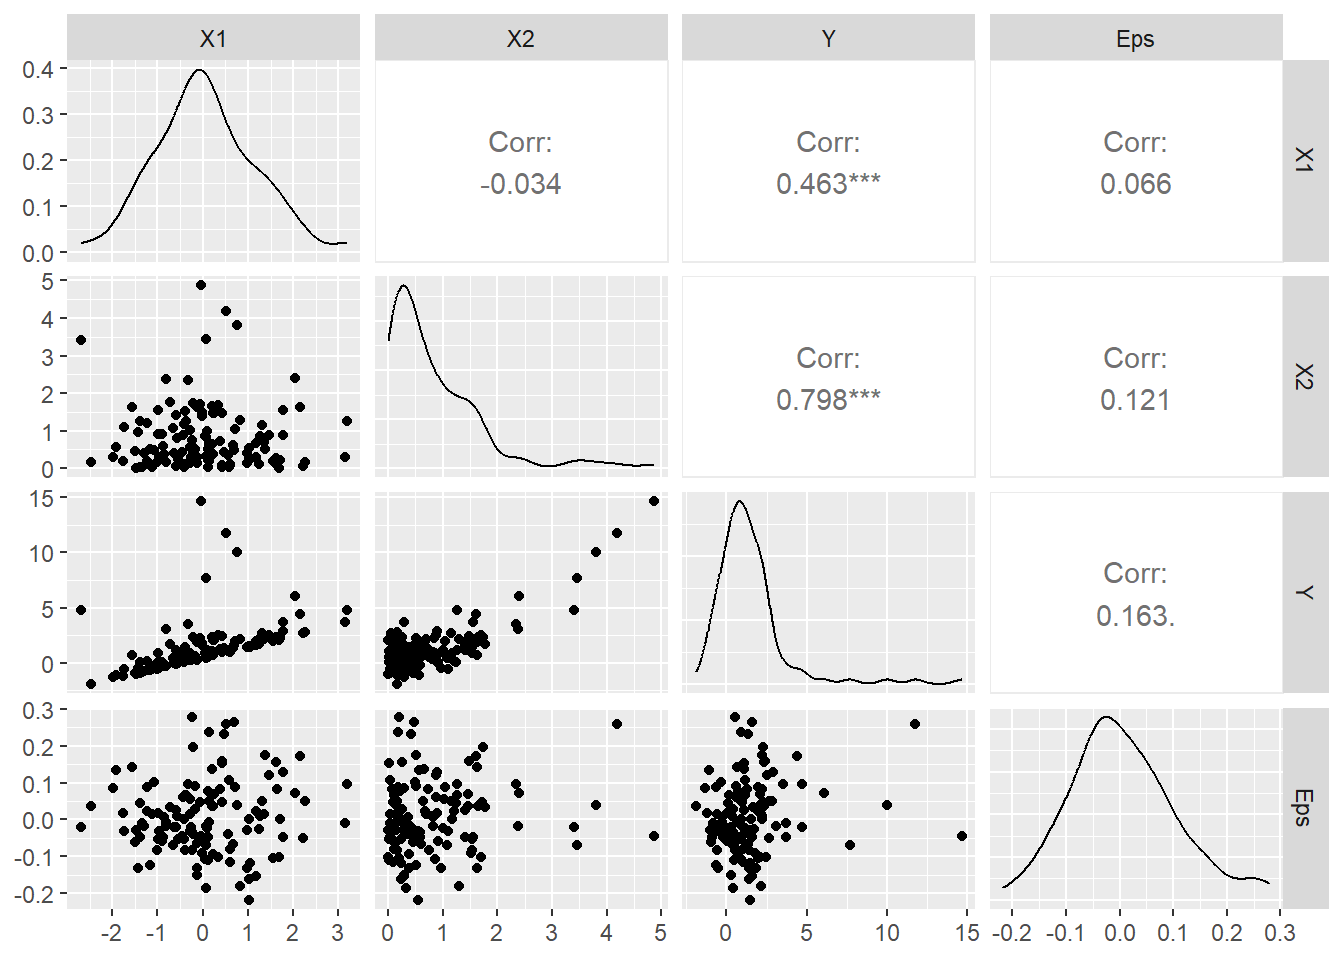 X1 X2 Y Eps
0.4
0.3
0.2
0.1
0.0
Corr:
-0.034
Corr:
0.463***
Corr:
0.066
X1
5
4
3
2
1
0
Corr:
0.798***
Corr:
0.121
X2
15
10
5
0
Corr:
0.163.
Y
0.3
0.2
0.1
0.0
-0.1
-0.2
Eps
-2 -1 0 1 2 3
0 1 2 3 4 5
0 5 10 15
-0.2 -0.1 0.0 0.1 0.2 0.3